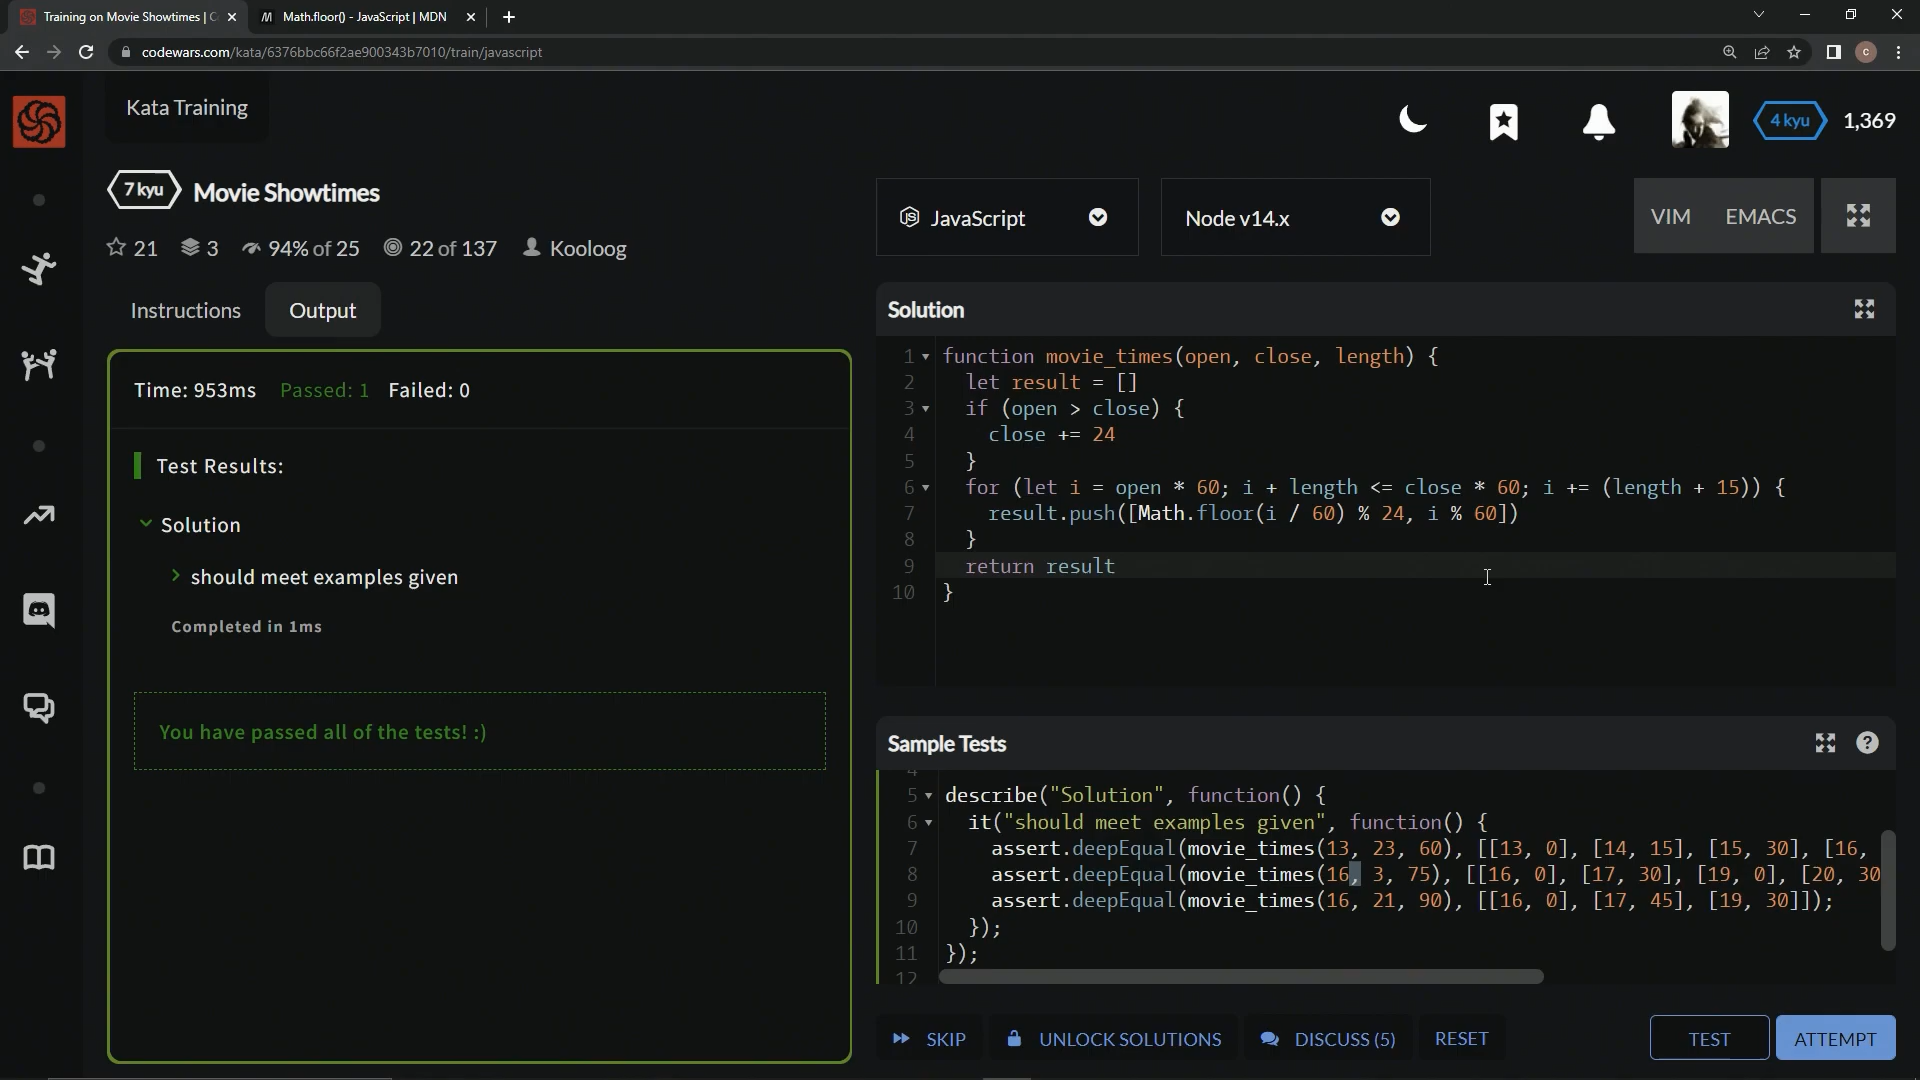 Training on Movie Showtimes | C
Math.floor() - JavaScript | MDN
codewars.com/kata/6376bbc66f2ae900343b7010/train/javascript
C
Kata Training
4 kyu
1,369
7 kyu
Movie Showtimes
21
3
94% of 25
22 of 137
Kooloog
JavaScript
Node v14.x
VIM
EMACS
Instructions
Output
Time: 953ms Passed: 1 Failed: 0
Test Results:
Solution
should meet examples given
Completed in 1ms
You have passed all of the tests! :)
Solution
1 function movie_times(open, close, length) {
2 let result = []
3 if (open > close) {
4 close += 24
5 }
6 for (let i = open * 60; i + length <= close * 60; i += (length + 15)) {
7 result.push([Math.floor(i / 60) % 24, i % 60])
8 }
9 return result
10 }
Sample Tests
4
5 describe("Solution", function() {
6 it("should meet examples given", function() {
7 assert.deepEqual(movie_times(13, 23, 60), [[13, 0], [14, 15], [15, 30], [16,
8 assert.deepEqual(movie_times(16, 3, 75), [[16, 0], [17, 30], [19, 0], [20, 30
9 assert.deepEqual(movie_times(16, 21, 90), [[16, 0], [17, 45], [19, 30]]);
10 });
11 });
12
SKIP
UNLOCK SOLUTIONS
DISCUSS (5)
RESET
TEST
ATTEMPT